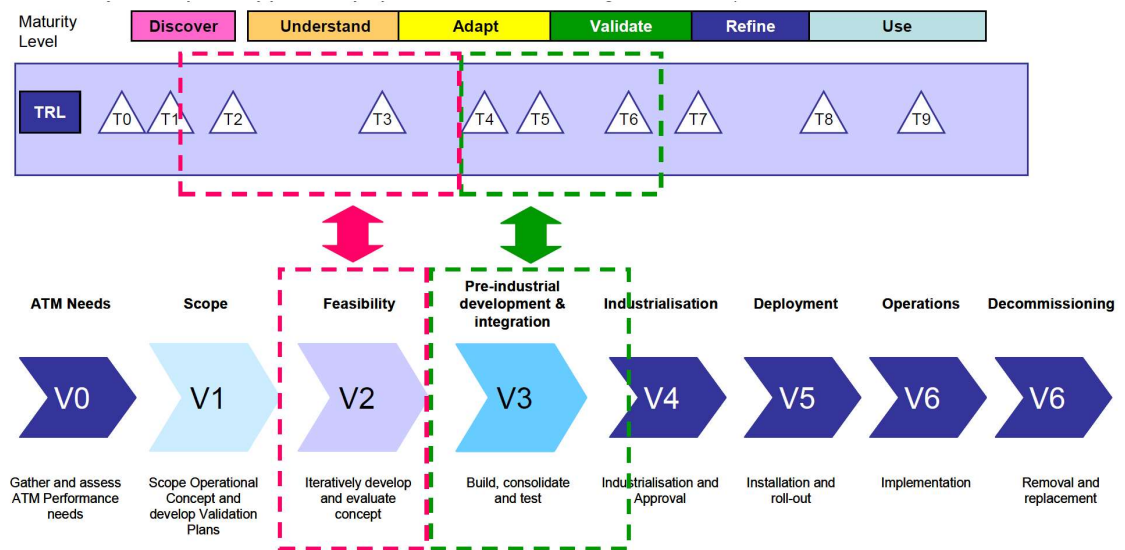 Maturity
Level
Discover
Understand
Adapt
Validate
Refine
Use
TRL
T0
T1
T2
T3
T4
T5
T6
T7
T8
T9
ATM Needs
Scope
Feasibility
Pre-industrial
development &
integration
Industrialisation
Deployment
Operations
Decommissioning
V0
V1
V2
V3
V4
V5
V6
V6
Gather and assess
ATM Performance
needs
Scope Operational
Concept and
develop Validation
Plans
Iteratively develop
and evaluate
concept
Build, consolidate
and test
Industrialisation and
Approval
Installation and
roll-out
Implementation
Removal and
replacement